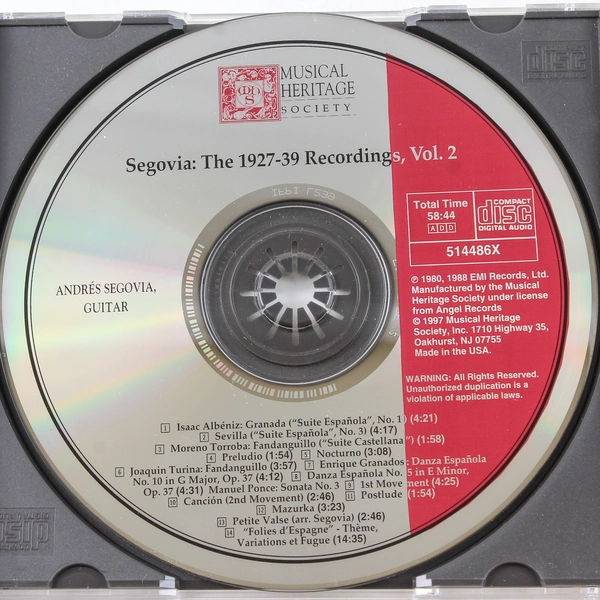 MUSICAL
HERITAGE
SOCIETY
Segovia: The 1927-39 Recordings, Vol. 2
Total Time
58:44
ADD
COMPACT
disc
DIGITAL AUDIO
514486X
ANDRÉS SEGOVIA,
GUITAR
℗ 1980, 1988 EMI Records, Ltd.
Manufactured by the Musical
Heritage Society under license
from Angel Records
© 1997 Musical Heritage
Society, Inc. 1710 Highway 35,
Oakhurst, NJ 07755
Made in the USA.
WARNING: All Rights Reserved.
Unauthorized duplication is a
violation of applicable laws.
1 Isaac Albéniz: Granada ("Suite Española", No. 1) (4:21)
2 Sevilla ("Suite Española", No. 3) (4:17)
3 Moreno Torroba: Fandanguillo ("Suite Castellana") (1:58)
4 Preludio (1:54) 5 Nocturno (3:08)
6 Joaquin Turina: Fandanguillo (3:57) 7 Enrique Granados: Danza Española
No. 10 in G Major, Op. 37 (4:12) 8 Danza Española No. 5 in E Minor,
Op. 37 (4:31) Manuel Ponce: Sonata No. 3 9 1st Movement (4:25)
10 Canción (2nd Movement) (2:46) 11 Postlude (1:54)
12 Mazurka (3:23)
13 Petite Valse (arr. Segovia) (2:46)
14 "Folies d'Espagne" - Thème,
Variations et Fugue (14:35)
disc